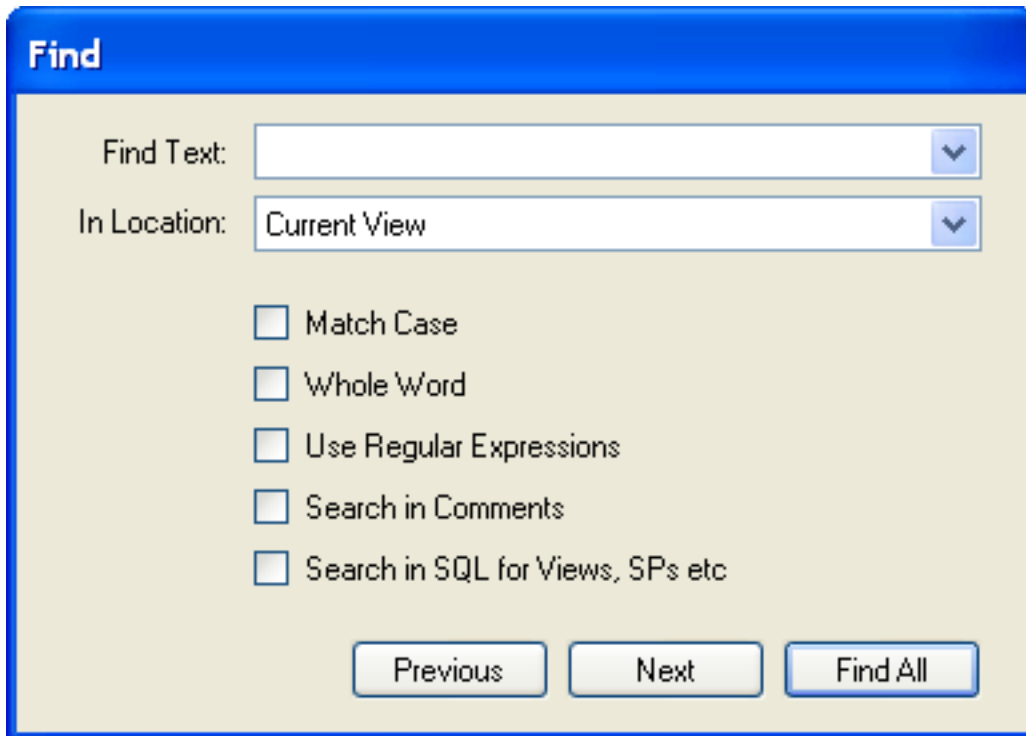 Find
Find Text:
In Location: Current View
Match Case
Whole Word
Use Regular Expressions
Search in Comments
Search in SQL for Views, SPs etc
Previous Next Find All